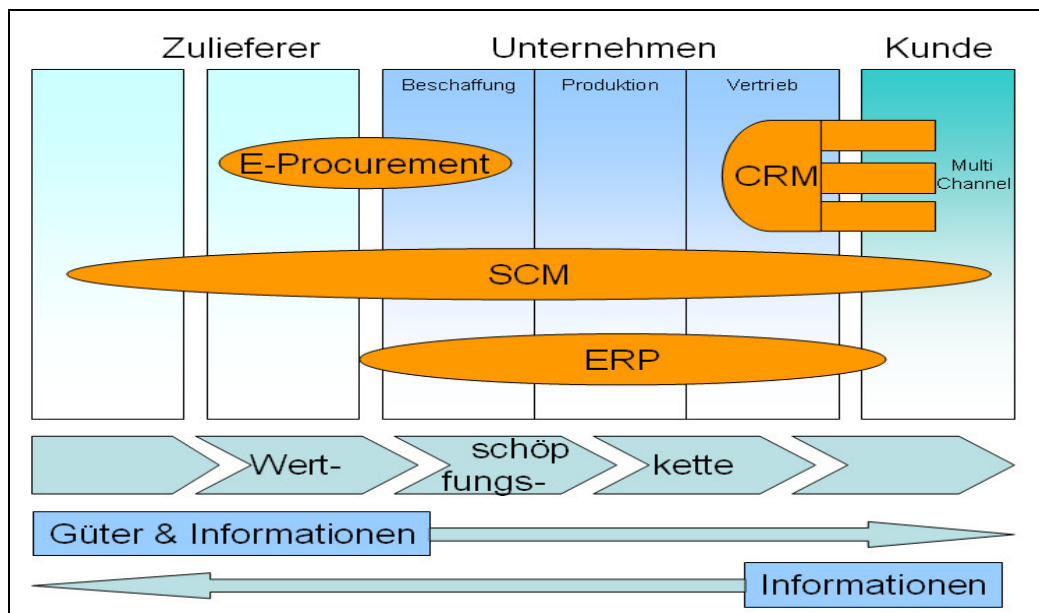 Zulieferer
Unternehmen
Kunde
Beschaffung
Produktion
Vertrieb
E-Procurement
CRM
Multi
Channel
SCM
ERP
Wert-
schöp
fungs-
kette
Güter & Informationen
Informationen